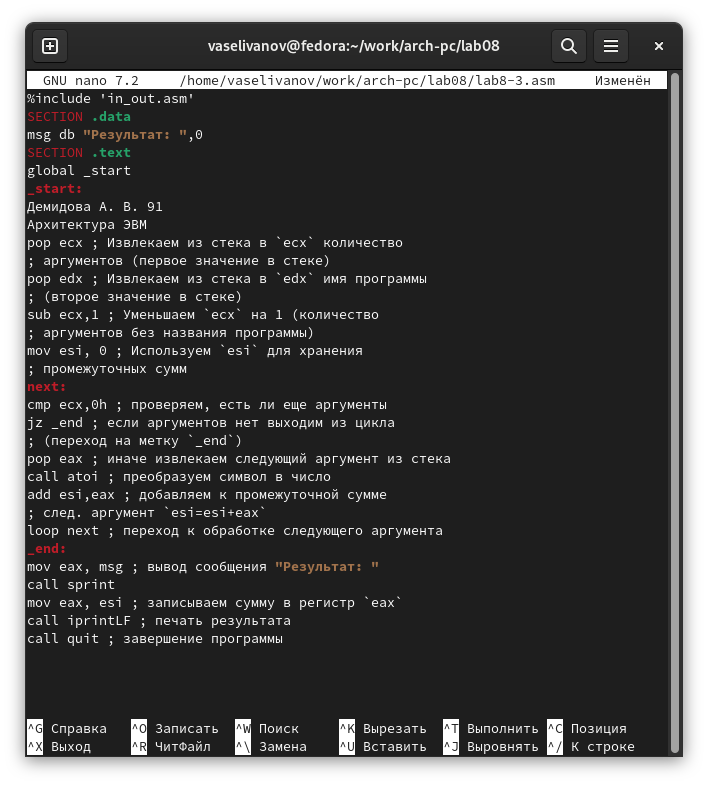 vaselivanov@fedora:~/work/arch-pc/lab08
GNU nano 7.2 /home/vaselivanov/work/arch-pc/lab08/lab8-3.asm Изменён
%include 'in_out.asm'
SECTION .data
msg db "Результат: ",0
SECTION .text
global _start
_start:
Демидова А. В. 91
Архитектура ЭВМ
pop ecx ; Извлекаем из стека в `ecx` количество
; аргументов (первое значение в стеке)
pop edx ; Извлекаем из стека в `edx` имя программы
; (второе значение в стеке)
sub ecx,1 ; Уменьшаем `ecx` на 1 (количество
; аргументов без названия программы)
mov esi, 0 ; Используем `esi` для хранения
; промежуточных сумм
next:
cmp ecx,0h ; проверяем, есть ли еще аргументы
jz _end ; если аргументов нет выходим из цикла
; (переход на метку `_end`)
pop eax ; иначе извлекаем следующий аргумент из стека
call atoi ; преобразуем символ в число
add esi,eax ; добавляем к промежуточной сумме
; след. аргумент `esi=esi+eax`
loop next ; переход к обработке следующего аргумента
_end:
mov eax, msg ; вывод сообщения "Результат: "
call sprint
mov eax, esi ; записываем сумму в регистр `eax`
call iprintLF ; печать результата
call quit ; завершение программы
^G Справка ^O Записать ^W Поиск ^K Вырезать ^T Выполнить ^C Позиция
^X Выход ^R ЧитФайл ^\ Замена ^U Вставить ^J Выровнять ^/ К строке